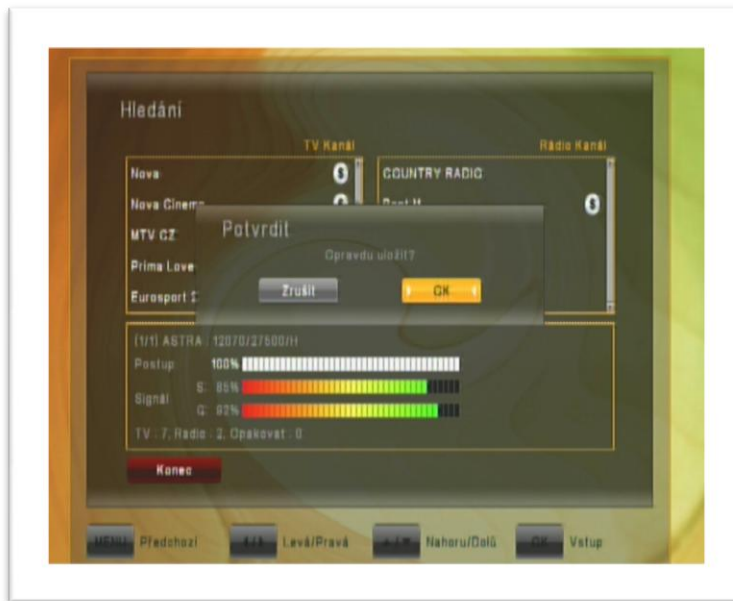 Hledání
TV Kanál
Rádio Kanál
Nova $
COUNTRY RADIO
Nova Cinema
$
MTV CZ
Prima Love
Eurosport 2
Potvrdit
Opravdu uložit?
Zrušit
OK
(1/1) ASTRA : 12070/27500/H
Postup 100%
Signál
S: 85%
Q: 92%
TV : 7, Radio : 2, Opakovat : 0
Konec
MENU Předchozí
Levá/Pravá
Nahoru/Dolů
OK Vstup